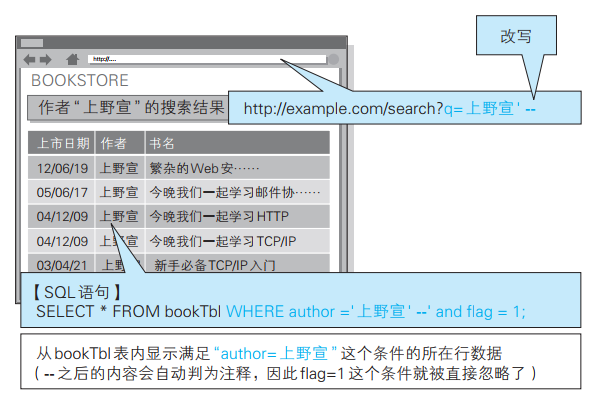 改写
http://....
BOOKSTORE
作者“上野宣”的搜索结果
http://example.com/search?q=上野宣' --
上市日期 作者 书名
12/06/19 上野宣 繁杂的Web安……
05/06/17 上野宣 今晚我们一起学习邮件协……
04/12/09 上野宣 今晚我们一起学习HTTP
04/12/09 上野宣 今晚我们一起学习TCP/IP
03/04/21 上野宣 新手必备TCP/IP入门
【SQL语句】
SELECT * FROM bookTbl WHERE author ='上野宣' --' and flag = 1;
从bookTbl表内显示满足“author=上野宣”这个条件的所在行数据
（--之后的内容会自动判为注释，因此flag=1这个条件就被直接忽略了）